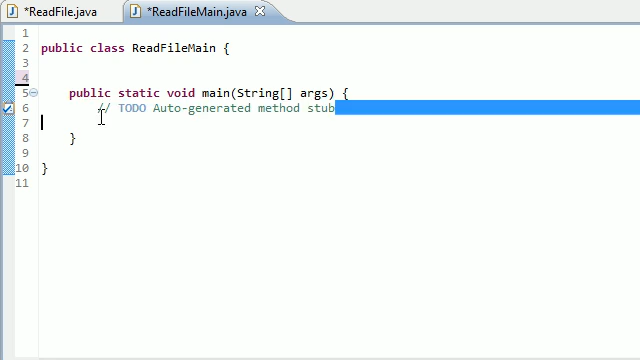 *ReadFile.java *ReadFileMain.java
1
2 public class ReadFileMain {
3
4
5 public static void main(String[] args) {
6 // TODO Auto-generated method stub
7
8 }
9
10 }
11